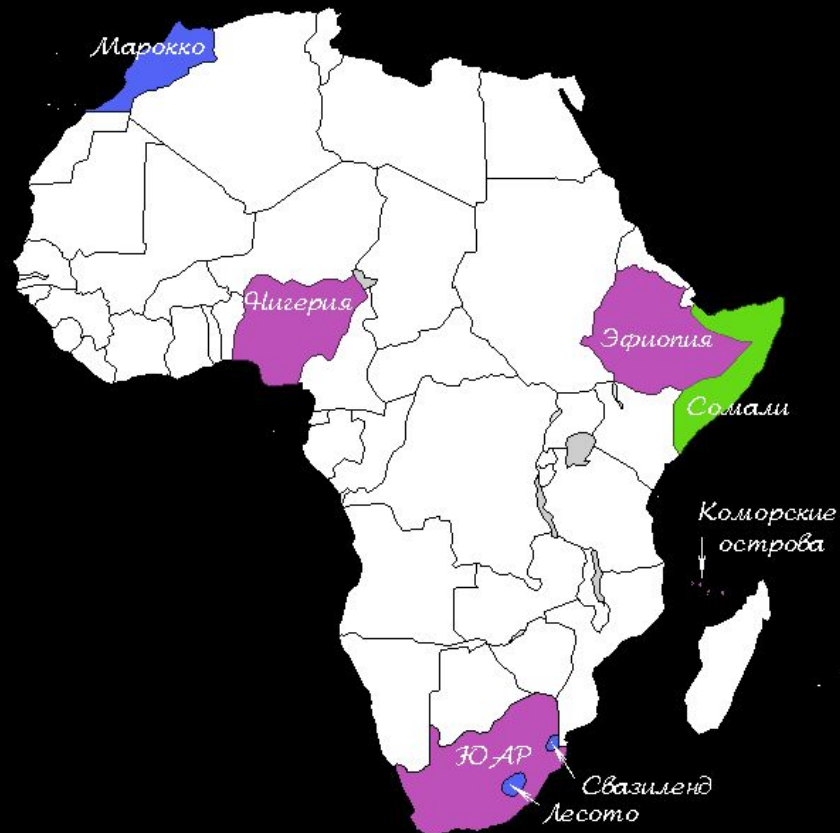 Марокко
Нигерия
Эфиопия
Сомали
Коморские
острова
ЮАР
Свазиленд
Лесото